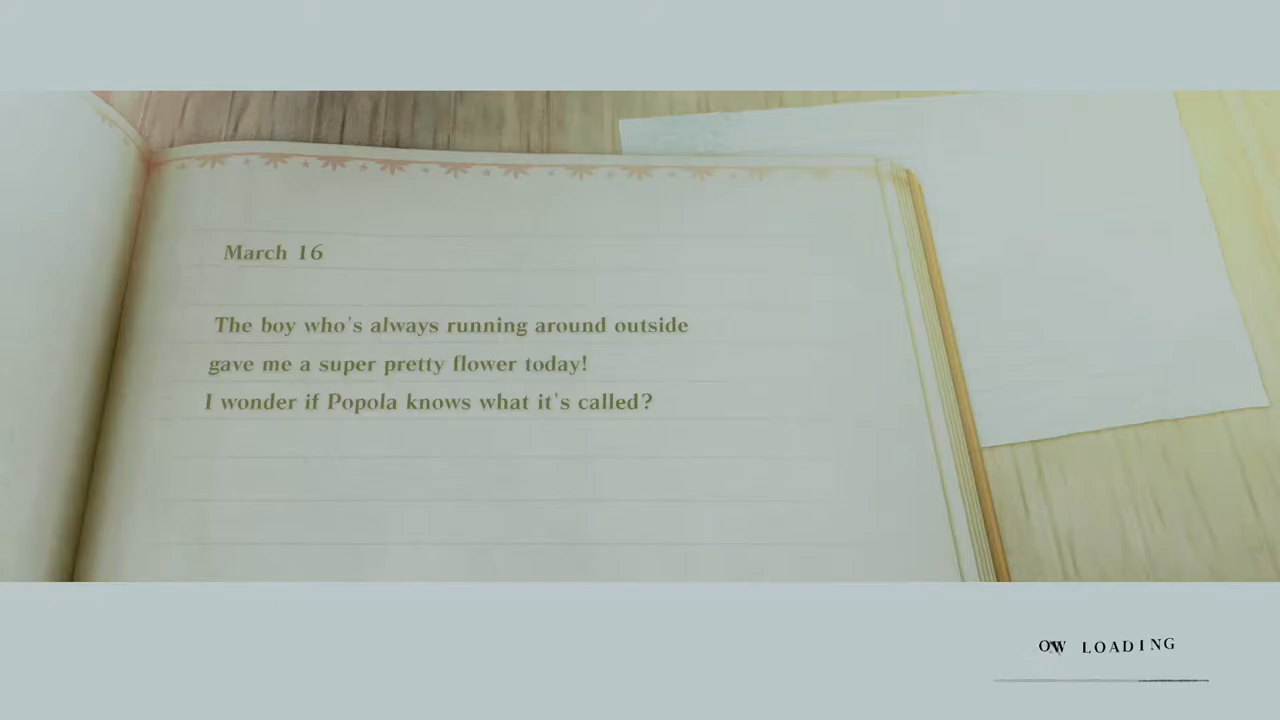 March 16
The boy who's always running around outside
gave me a super pretty flower today!
I wonder if Popola knows what it's called?
OW LOADING